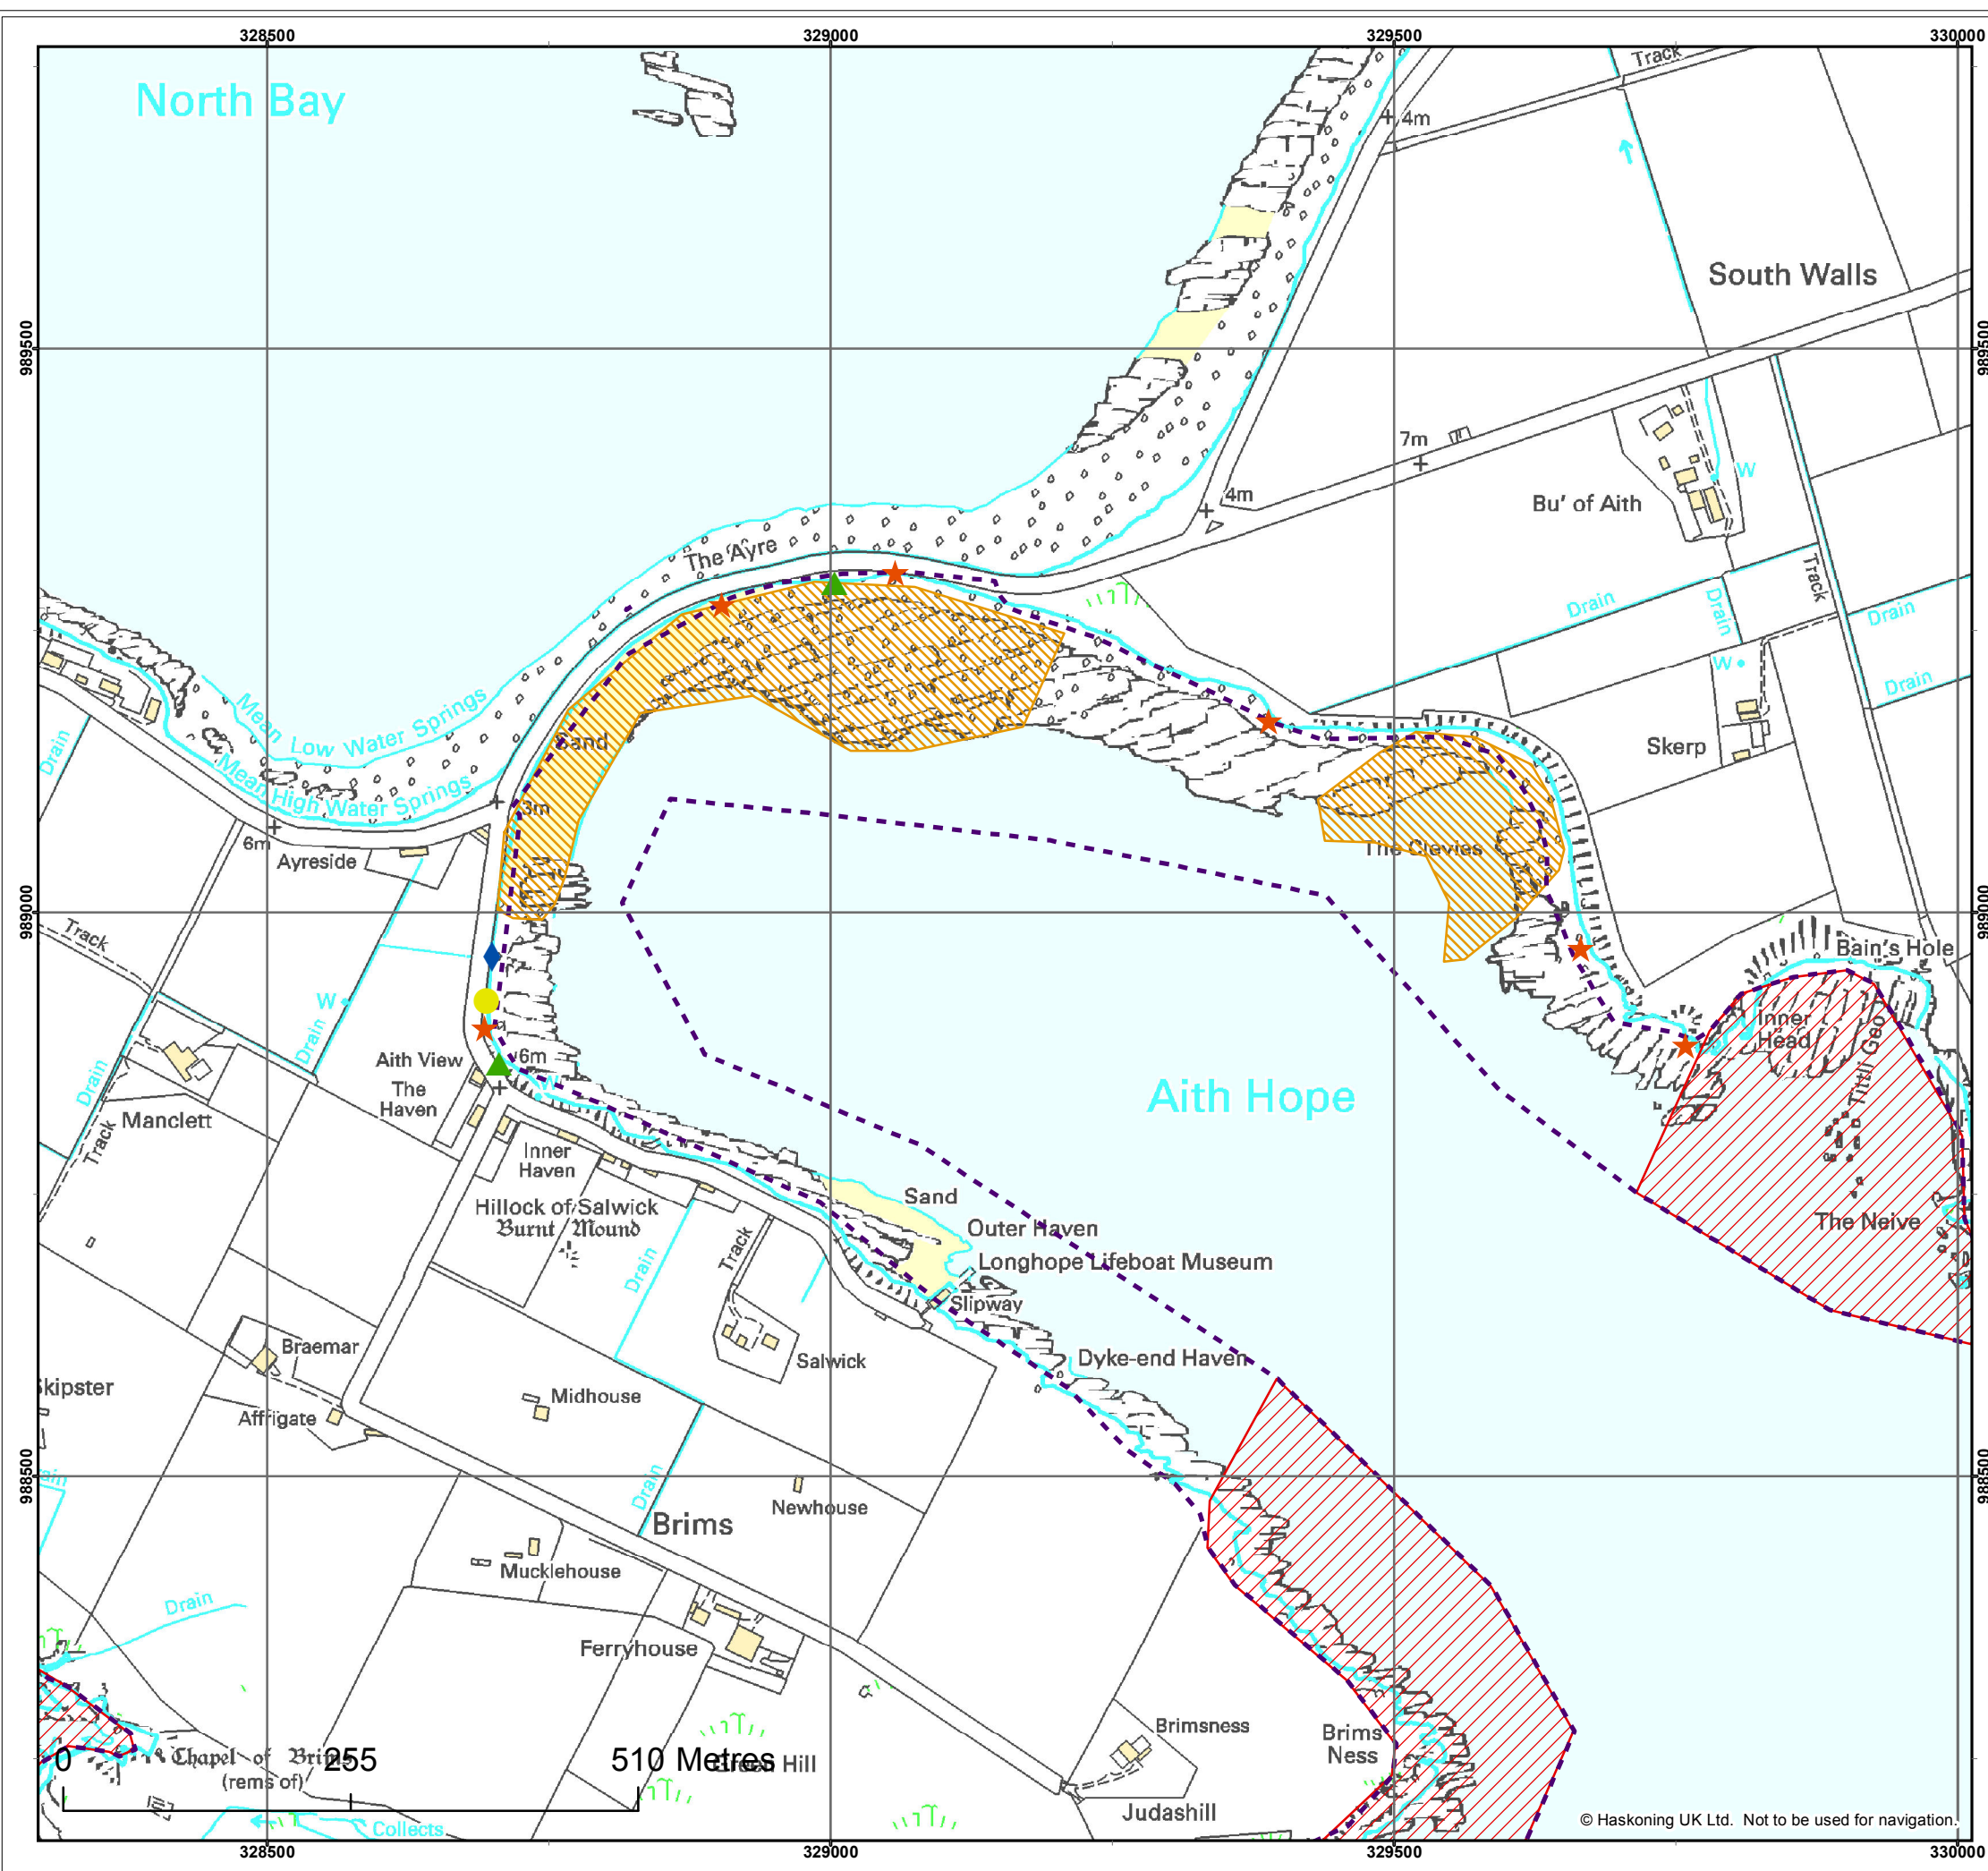 328500
329000
329500
330000
North Bay
Track
4m
South Walls
989500
989500
7m
4m
W
Bu' of Aith
The Ayre
Track
Drain
Drain
Drain
W
Drain
Mean Low Water Springs
Sand
Skerp
Drain
Mean High Water Springs
3m
6m
Ayreside
The Clevies
989000
989000
Track
Bain's Hole
W
Inner
Head
Drain
Aith View
6m
The
Haven
W
Aith Hope
Drain
Manclett
Track
Inner
Haven
Sand
Hillock of Salwick
Burnt Mound
Outer Haven
The Neive
Longhope Lifeboat Museum
Track
Drain
Slipway
Braemar
Salwick
Dyke-end Haven
Skipster
Midhouse
Affrigate
988500
988500
Drain
Newhouse
Brims
Mucklehouse
Drain
Ferryhouse
Brimsness
Brims
Ness
Chapel of Brims
(rems of)
0
255
510 Metres
Green Hill
Judashill
Collects
© Haskoning UK Ltd. Not to be used for navigation.
328500
329000
329500
330000